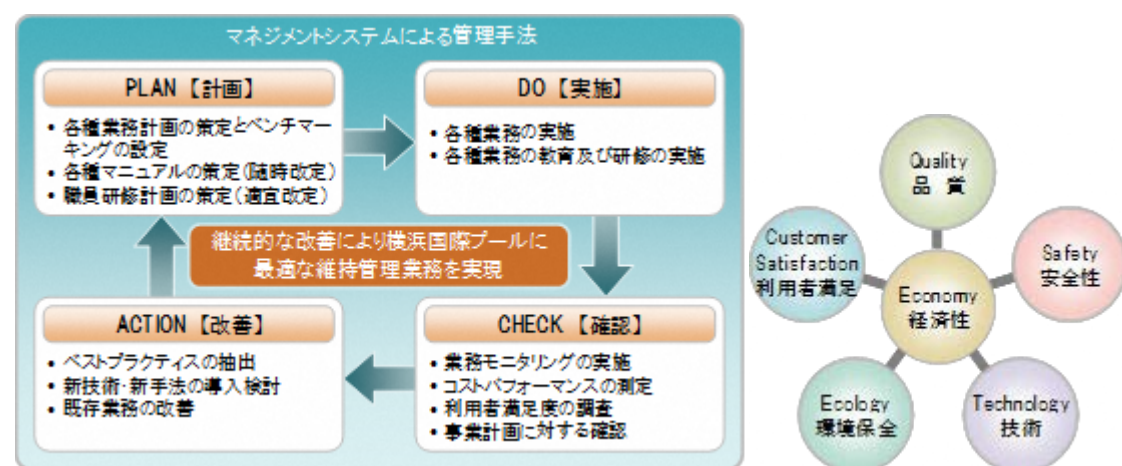 マネジメントシステムによる管理手法
PLAN 【計画】
• 各種業務計画の策定とベンチマー
キングの設定
• 各種マニュアルの策定(随時改定)
• 職員研修計画の策定(適宜改定)
DO 【実施】
• 各種業務の実施
• 各種業務の教育及び研修の実施
継続的な改善により横浜国際プールに
最適な維持管理業務を実現
ACTION 【改善】
• ベストプラクティスの抽出
• 新技術・新手法の導入検討
• 既存業務の改善
CHECK 【確認】
• 業務モニタリングの実施
• コストパフォーマンスの測定
• 利用者満足度の調査
• 事業計画に対する確認
Quality
品 質
Customer
Satisfaction
利用者満足
Safety
安全性
Economy
経済性
Ecology
環境保全
Technology
技術